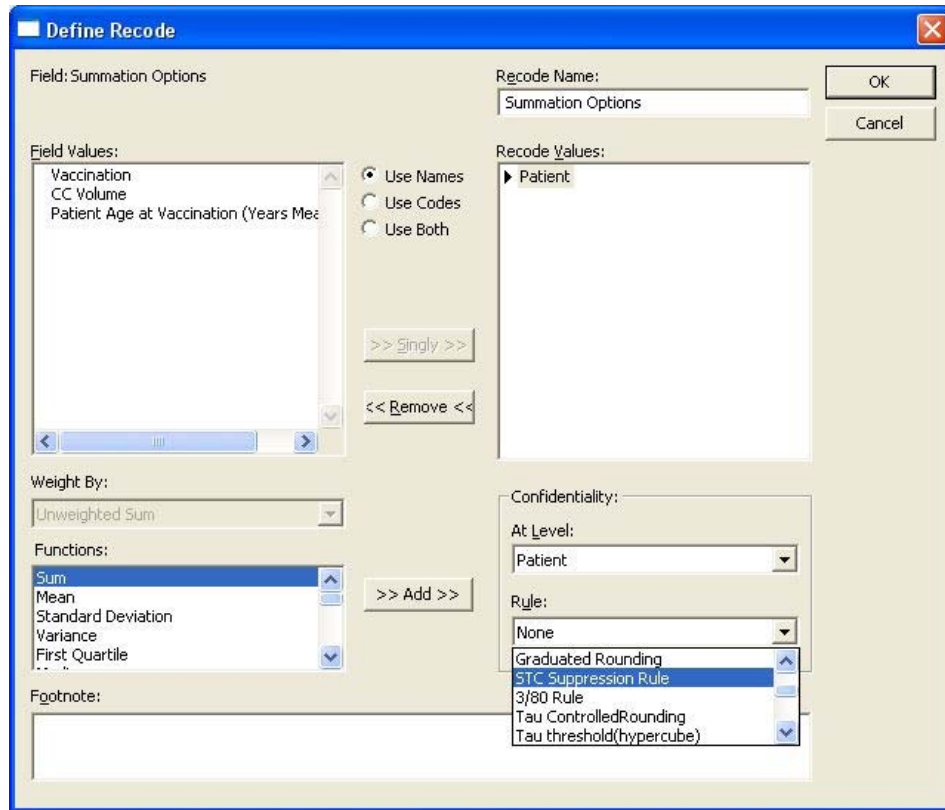 Define Recode
Field: Summation Options
Recode Name:
Summation Options
OK
Cancel
Field Values:
Vaccination
CC Volume
Patient Age at Vaccination (Years Mea
Use Names
Use Codes
Use Both
Recode Values:
Patient
>> Singly >>
<< Remove <<
Weight By:
Unweighted Sum
Functions:
Sum
Mean
Standard Deviation
Variance
First Quartile
>> Add >>
Confidentiality:
At Level:
Patient
Rule:
None
Graduated Rounding
STC Suppression Rule
3/80 Rule
Tau ControlledRounding
Tau threshold(hypercube)
Footnote: